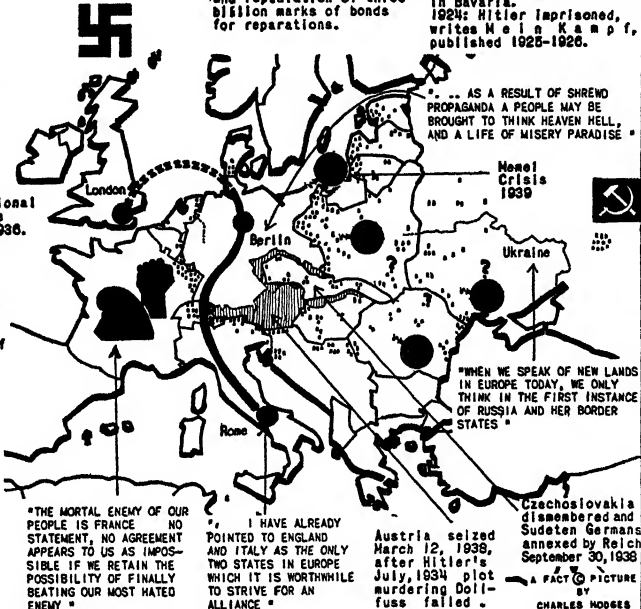 and repudiation of three
billion marks of bonds
for reparations.
in Bavaria.
1924: Hitler imprisoned,
writes Mein Kampf,
published 1925-1926.
". .. AS A RESULT OF SHREWD
PROPAGANDA A PEOPLE MAY BE
BROUGHT TO THINK HEAVEN HELL,
AND A LIFE OF MISERY PARADISE "
Memel
Crisis
1939
London
Berlin
Ukraine
?
?
?
"WHEN WE SPEAK OF NEW LANDS
IN EUROPE TODAY, WE ONLY
THINK IN THE FIRST INSTANCE
OF RUSSIA AND HER BORDER
STATES "
Rome
"THE MORTAL ENEMY OF OUR
PEOPLE IS FRANCE NO
STATEMENT, NO AGREEMENT
APPEARS TO US AS IMPOS-
SIBLE IF WE RETAIN THE
POSSIBILITY OF FINALLY
BEATING OUR MOST HATED
ENEMY "
", I HAVE ALREADY
POINTED TO ENGLAND
AND ITALY AS THE ONLY
TWO STATES IN EUROPE
WHICH IT IS WORTHWHILE
TO STRIVE FOR AN
ALLIANCE "
Austria seized
March 12, 1938,
after Hitler's
July, 1934 plot
murdering Doll-
fuss failed .
Czechoslovakia
dismembered and
Sudeten Germans
annexed by Reich
September 30, 1938
A FACT © PICTURE
BY
CHARLES HODGES